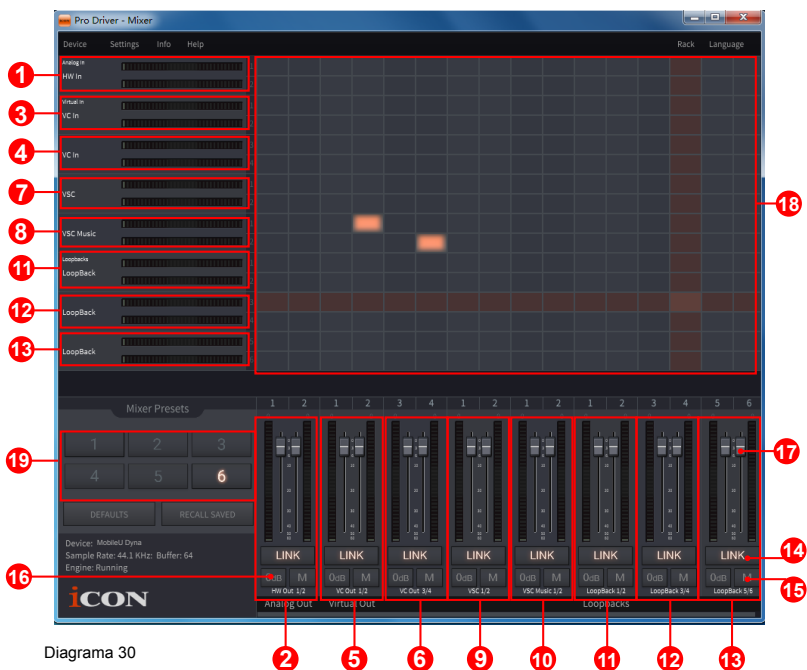 Pro Driver - Mixer
Device Settings Info Help Rack Language
1 Analog In
HW In
3 Virtual In
VC In
4 VC In
7 VSC
18
8 VSC Music
11 Loopbacks
LoopBack
12 LoopBack
13 LoopBack
Mixer Presets
1 2 1 2 3 4 1 2 1 2 1 2 3 4 5 6
19
1 2 3
4 5 6
17
DEFAULTS RECALL SAVED
Device: MobileU Dyna
Sample Rate: 44.1 KHz: Buffer: 64
Engine: Running
iCON
LINK LINK LINK LINK LINK LINK LINK LINK 14
16 0dB M 0dB M 0dB M 0dB M 0dB M 0dB M 0dB M 0dB M 15
HW Out 1/2 VC Out 1/2 VC Out 3/4 VSC 1/2 VSC Music 1/2 LoopBack 1/2 LoopBack 3/4 LoopBack 5/6
Analog Out Virtual Out Loopbacks
Diagrama 30
2 5 6 9 10 11 12 13